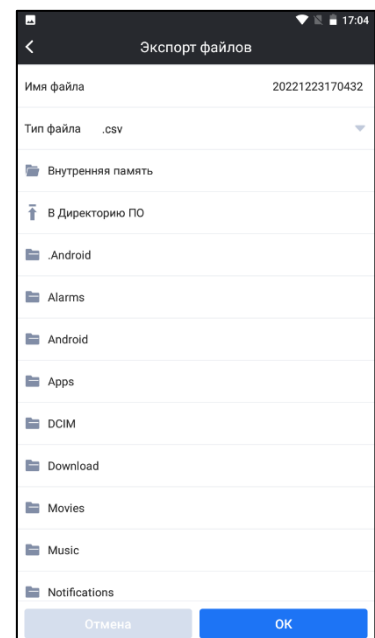 17:04
Экспорт файлов
Имя файла 20221223170432
Тип файла .csv
Внутренняя память
В Директорию ПО
.Android
Alarms
Android
Apps
DCIM
Download
Movies
Music
Notifications
Отмена ОК